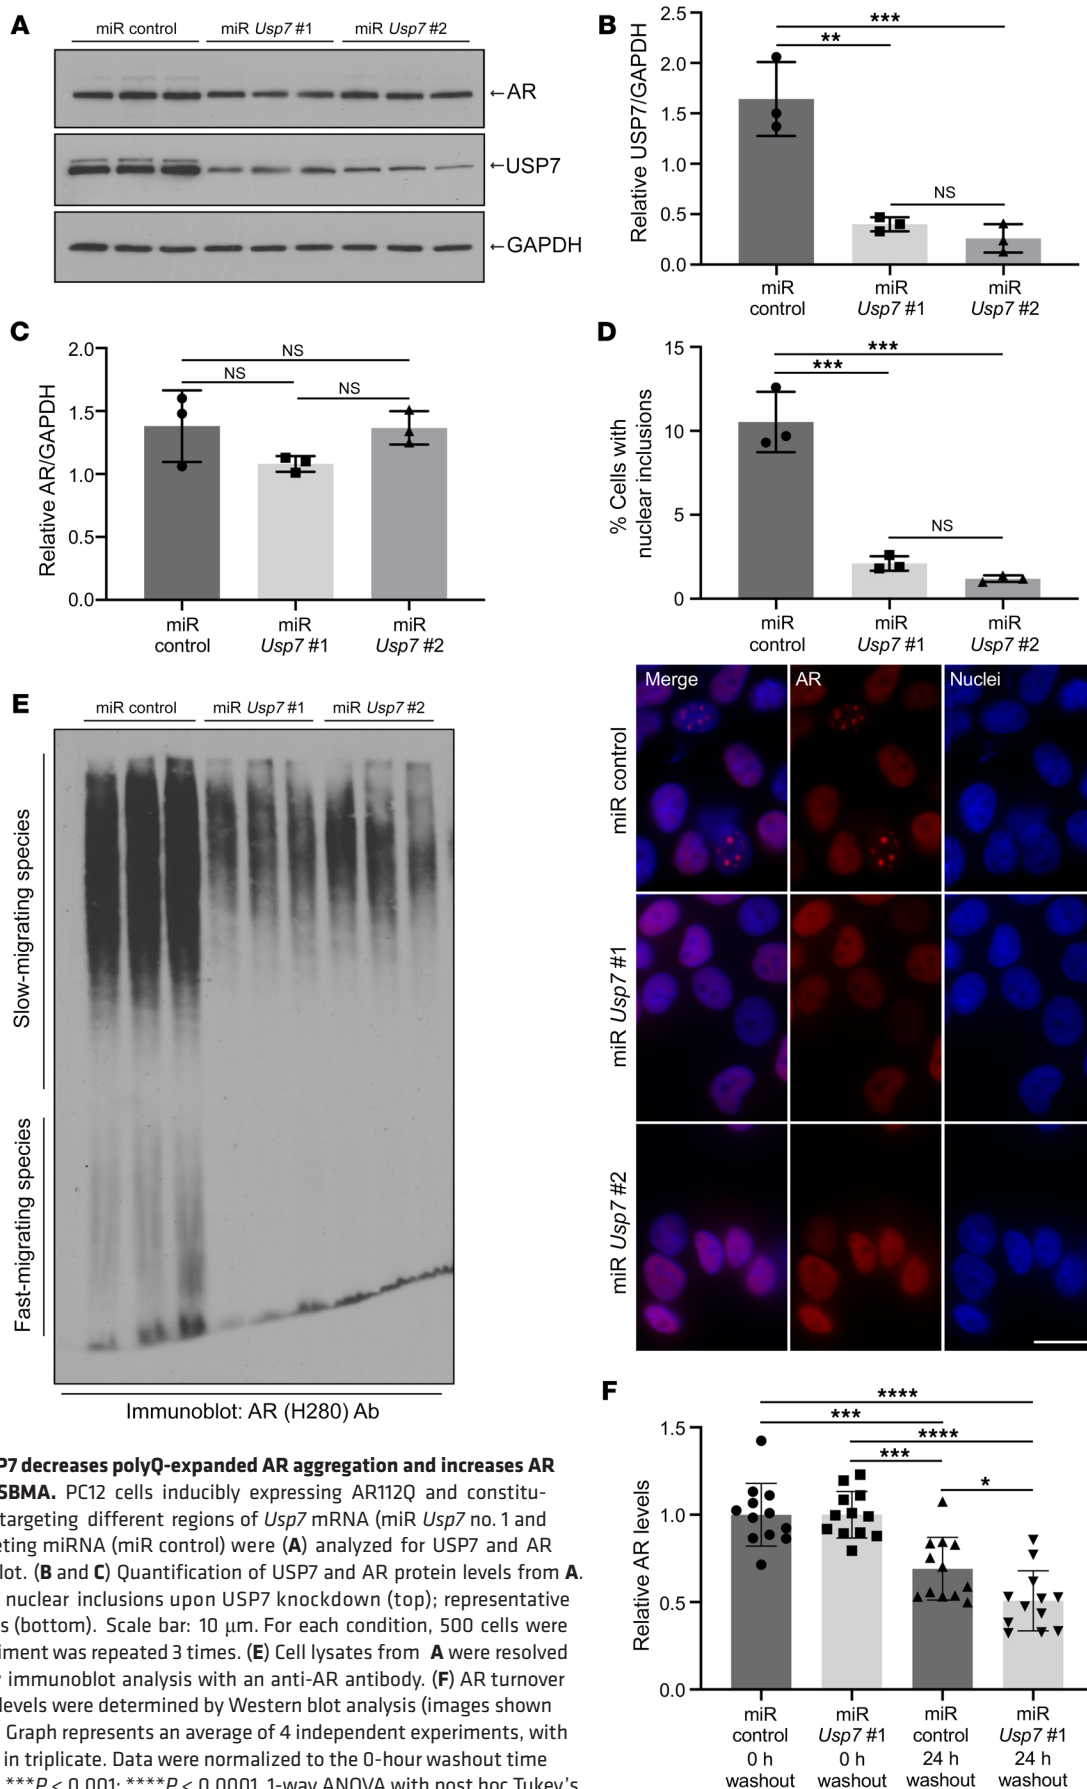 A
miR control miR Usp7 #1 miR Usp7 #2
←AR
←USP7
←GAPDH
B
Relative USP7/GAPDH
2.5
2.0
1.5
1.0
0.5
0.0
***
**
NS
miR control
miR Usp7 #1
miR Usp7 #2
C
Relative AR/GAPDH
2.0
1.5
1.0
0.5
0.0
NS
NS
NS
miR control
miR Usp7 #1
miR Usp7 #2
D
% Cells with
nuclear inclusions
15
10
5
0
***
***
NS
miR control
miR Usp7 #1
miR Usp7 #2
Merge AR Nuclei
miR control
miR Usp7 #1
miR Usp7 #2
E
miR control miR Usp7 #1 miR Usp7 #2
Slow-migrating species
Fast-migrating species
Immunoblot: AR (H280) Ab
F
Relative AR levels
1.5
1.0
0.5
0.0
****
***
****
***
*
miR control 0 h washout
miR Usp7 #1 0 h washout
miR control 24 h washout
miR Usp7 #1 24 h washout
P7 decreases polyQ-expanded AR aggregation and increases AR
SBMA. PC12 cells inducibly expressing AR112Q and constitu-
targeting different regions of Usp7 mRNA (miR Usp7 no. 1 and
eting miRNA (miR control) were (A) analyzed for USP7 and AR
lot. (B and C) Quantification of USP7 and AR protein levels from A.
nuclear inclusions upon USP7 knockdown (top); representative
s (bottom). Scale bar: 10 μm. For each condition, 500 cells were
iment was repeated 3 times. (E) Cell lysates from A were resolved
immunoblot analysis with an anti-AR antibody. (F) AR turnover
levels were determined by Western blot analysis (images shown
Graph represents an average of 4 independent experiments, with
in triplicate. Data were normalized to the 0-hour washout time
***P < 0.001; ****P < 0.0001, 1-way ANOVA with post hoc Tukey's